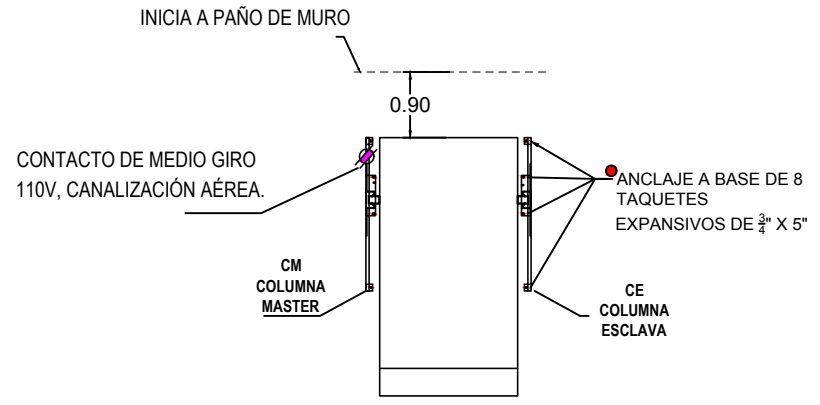 INICIA A PAÑO DE MURO
0.90
CONTACTO DE MEDIO GIRO
110V, CANALIZACIÓN AÉREA.
ANCLAJE A BASE DE 8
TAQUETES
EXPANSIVOS DE 3/4" X 5"
CM
COLUMNA
MASTER
CE
COLUMNA
ESCLAVA